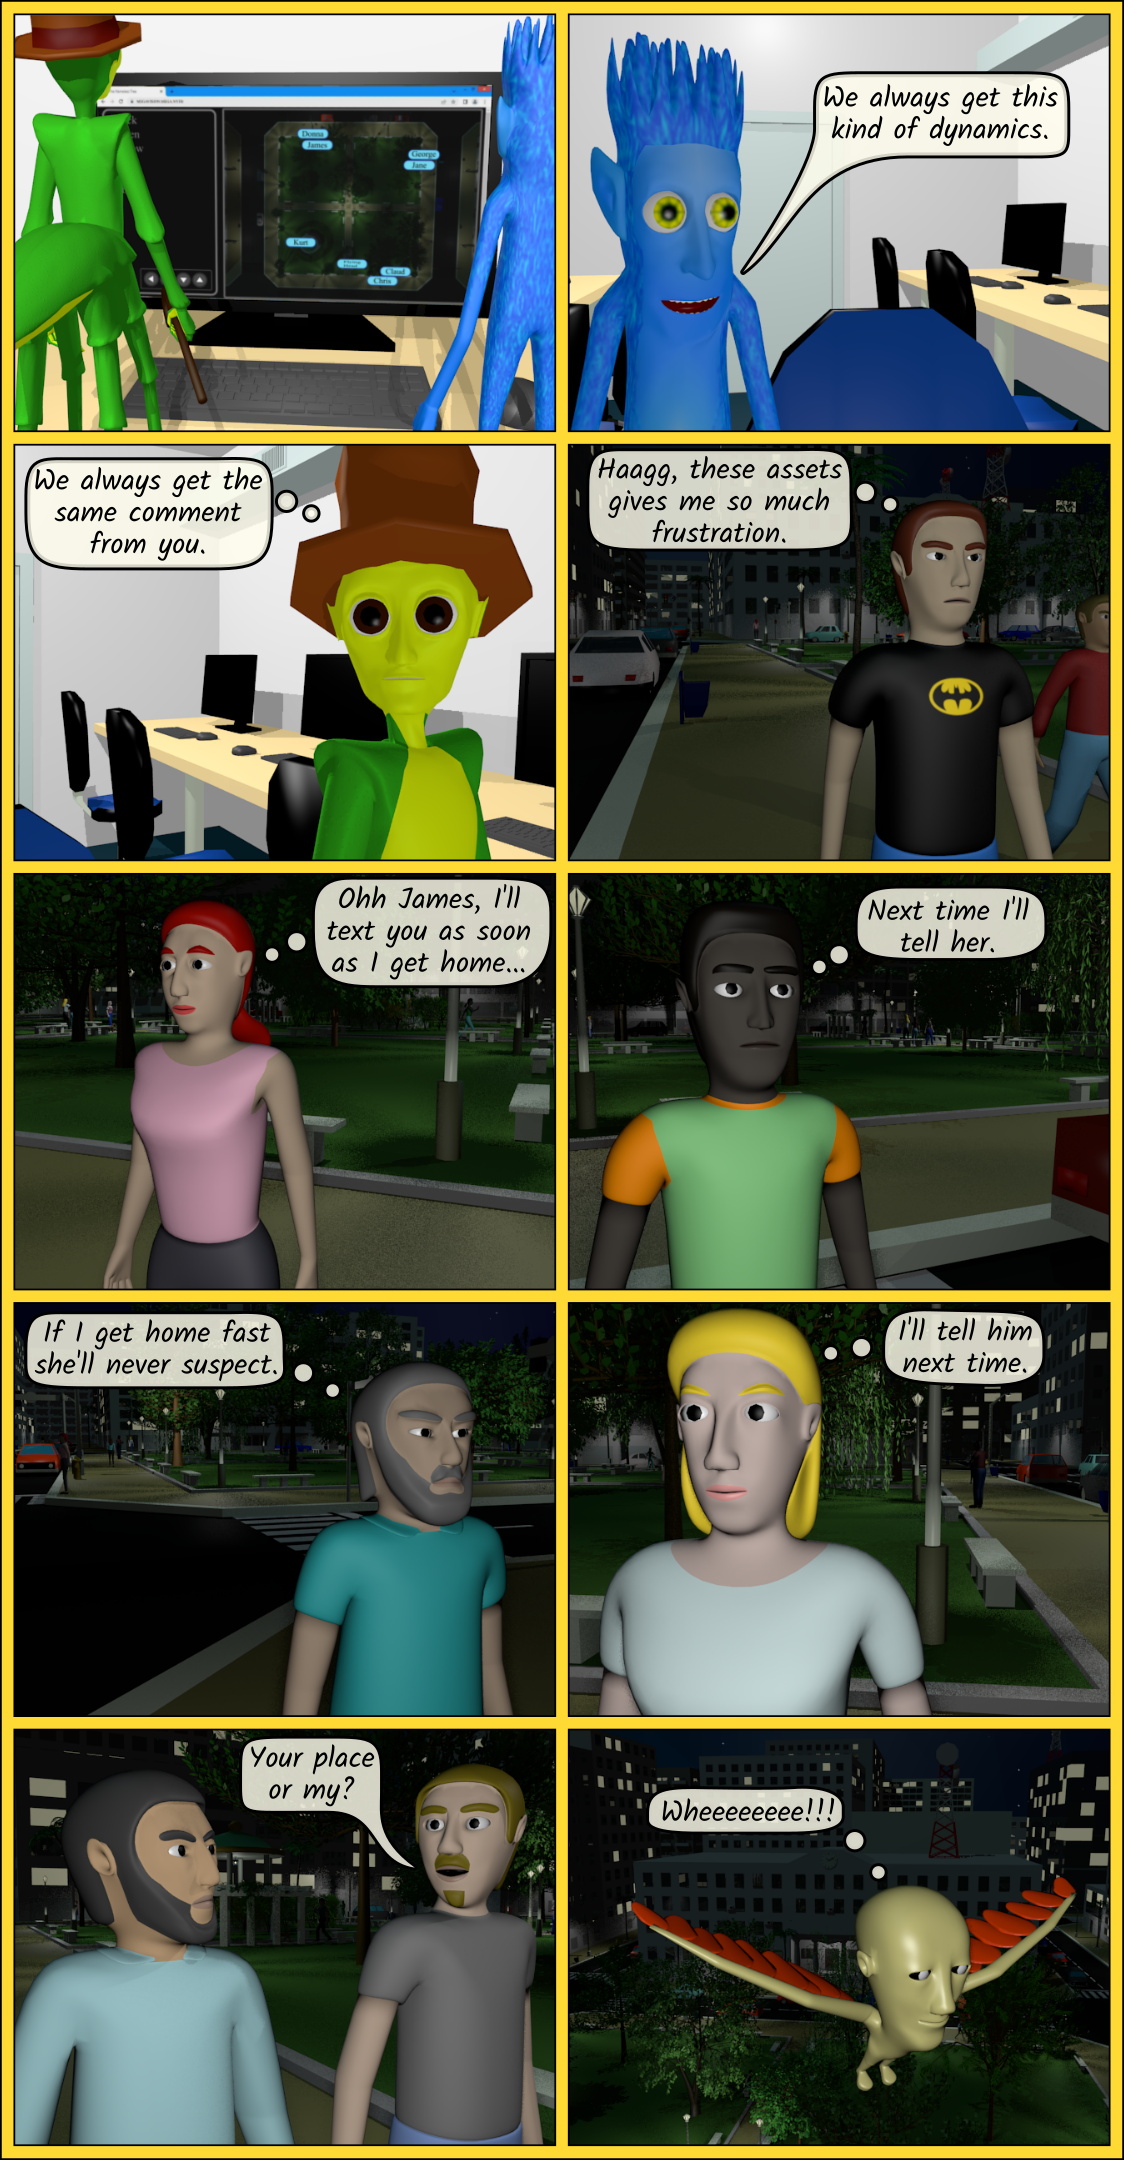 Donna
James
George
Jane
Kurt
Claud
Chris
We always get this
kind of dynamics.
We always get the
same comment
from you.
Haagg, these assets
gives me so much
frustration.
Ohh James, I'll
text you as soon
as I get home...
Next time I'll
tell her.
If I get home fast
she'll never suspect.
I'll tell him
next time.
Your place
or my?
Wheeeeeeee!!!